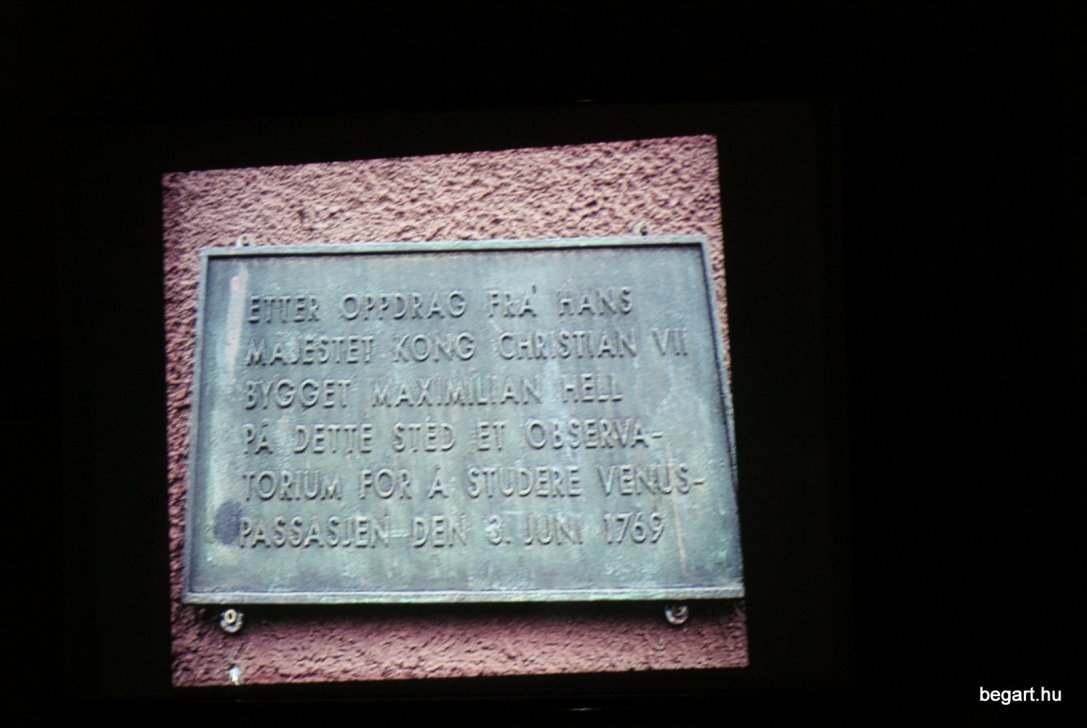 ETTER OPPDRAG FRA HANS
MAJESTET KONG CHRISTIAN VII
BYGGET MAXIMILIAN HELL
PÅ DETTE STED ET OBSERVA-
TORIUM FOR Å STUDERE VENUS-
PASSASJEN DEN 3. JUNI 1769
begart.hu